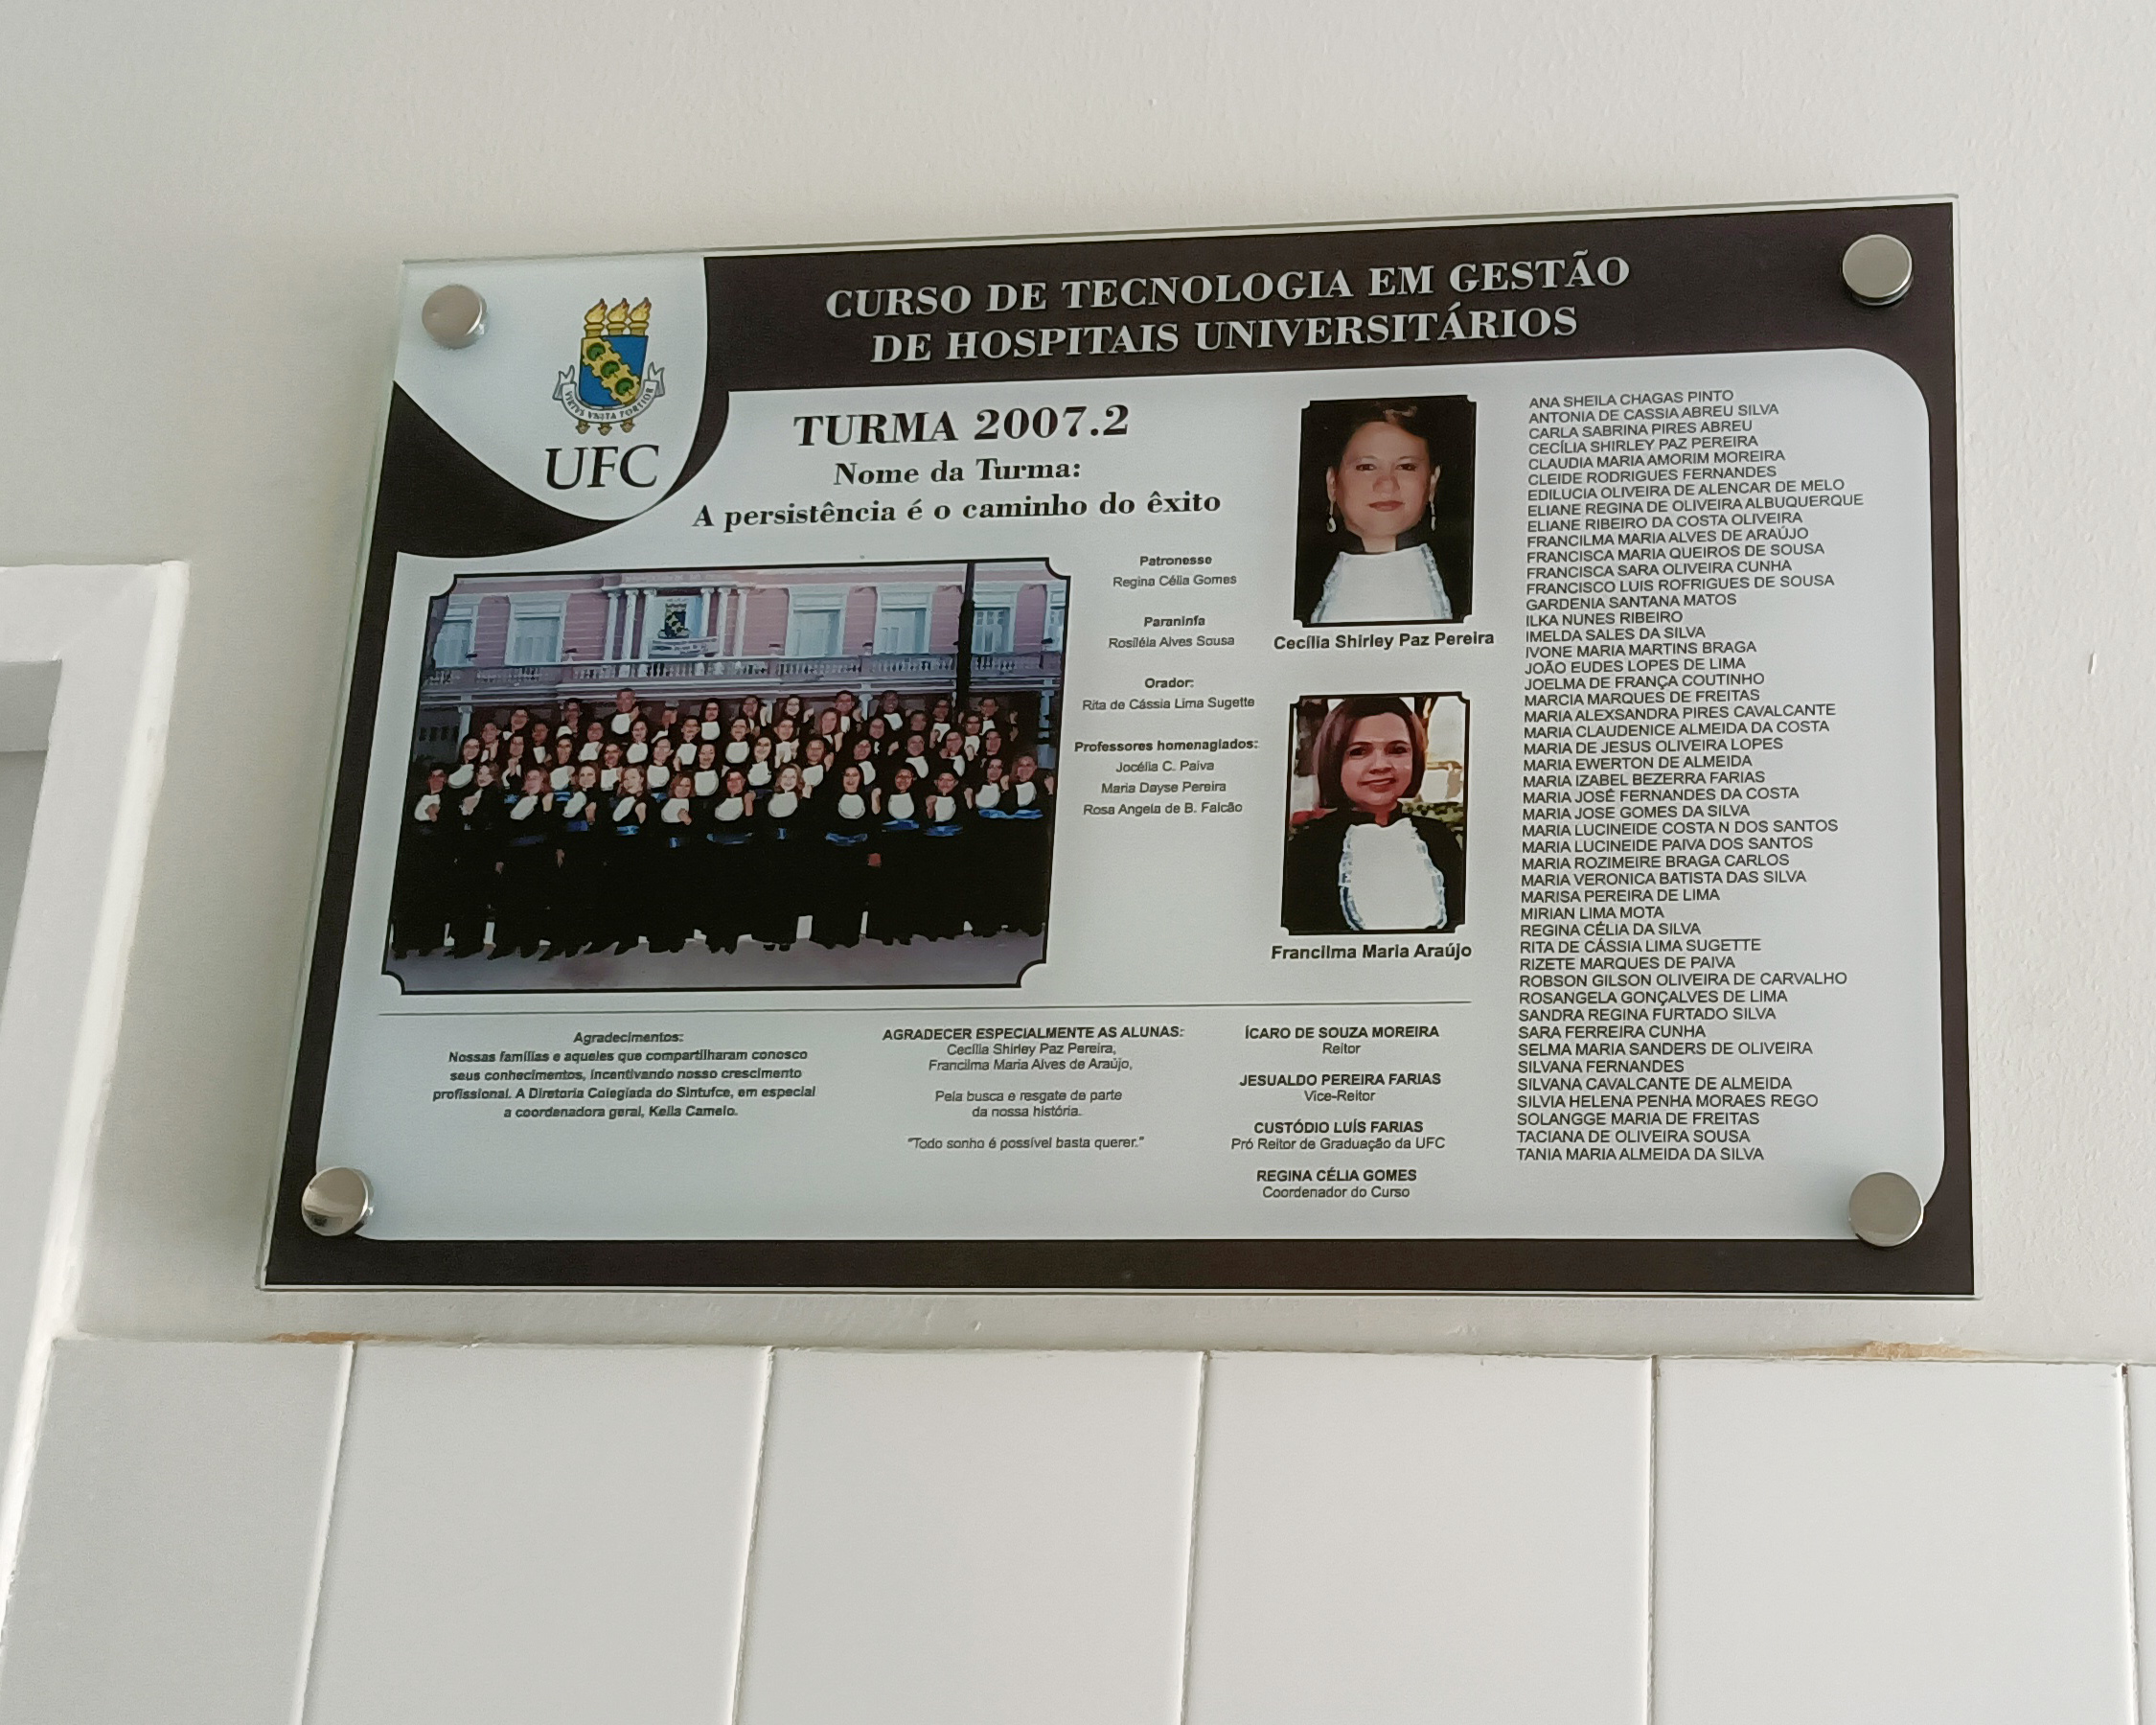 CURSO DE TECNOLOGIA EM GESTÃO
DE HOSPITAIS UNIVERSITÁRIOS
VIRTVS VNITA FORTIOR
UFC
TURMA 2007.2
Nome da Turma:
A persistência é o caminho do êxito
Patronesse
Regina Célia Gomes
Paraninfa
Rosiléia Alves Sousa
Orador:
Rita de Cássia Lima Sugette
Professores homenagiados:
Jocélia C. Paiva
Maria Dayse Pereira
Rosa Angela de B. Falcão
Cecília Shirley Paz Pereira
Francilma Maria Araújo
ANA SHEILA CHAGAS PINTO
ANTONIA DE CASSIA ABREU SILVA
CARLA SABRINA PIRES ABREU
CECÍLIA SHIRLEY PAZ PEREIRA
CLAUDIA MARIA AMORIM MOREIRA
CLEIDE RODRIGUES FERNANDES
EDILUCIA OLIVEIRA DE ALENCAR DE MELO
ELIANE REGINA DE OLIVEIRA ALBUQUERQUE
ELIANE RIBEIRO DA COSTA OLIVEIRA
FRANCILMA MARIA ALVES DE ARAÚJO
FRANCISCA MARIA QUEIROS DE SOUSA
FRANCISCA SARA OLIVEIRA CUNHA
FRANCISCO LUIS ROFRIGUES DE SOUSA
GARDENIA SANTANA MATOS
ILKA NUNES RIBEIRO
IMELDA SALES DA SILVA
IVONE MARIA MARTINS BRAGA
JOÃO EUDES LOPES DE LIMA
JOELMA DE FRANÇA COUTINHO
MARCIA MARQUES DE FREITAS
MARIA ALEXSANDRA PIRES CAVALCANTE
MARIA CLAUDENICE ALMEIDA DA COSTA
MARIA DE JESUS OLIVEIRA LOPES
MARIA EWERTON DE ALMEIDA
MARIA IZABEL BEZERRA FARIAS
MARIA JOSÉ FERNANDES DA COSTA
MARIA JOSE GOMES DA SILVA
MARIA LUCINEIDE COSTA N DOS SANTOS
MARIA LUCINEIDE PAIVA DOS SANTOS
MARIA ROZIMEIRE BRAGA CARLOS
MARIA VERONICA BATISTA DAS SILVA
MARISA PEREIRA DE LIMA
MIRIAN LIMA MOTA
REGINA CÉLIA DA SILVA
RITA DE CÁSSIA LIMA SUGETTE
RIZETE MARQUES DE PAIVA
ROBSON GILSON OLIVEIRA DE CARVALHO
ROSANGELA GONÇALVES DE LIMA
SANDRA REGINA FURTADO SILVA
SARA FERREIRA CUNHA
SELMA MARIA SANDERS DE OLIVEIRA
SILVANA FERNANDES
SILVANA CAVALCANTE DE ALMEIDA
SILVIA HELENA PENHA MORAES REGO
SOLANGGE MARIA DE FREITAS
TACIANA DE OLIVEIRA SOUSA
TANIA MARIA ALMEIDA DA SILVA
Agradecimentos:
Nossas famílias e aqueles que compartilharam conosco
seus conhecimentos, incentivando nosso crescimento
profissional. A Diretoria Colegiada do Sintufce, em especial
a coordenadora geral, Keila Camelo.
AGRADECER ESPECIALMENTE AS ALUNAS:
Cecília Shirley Paz Pereira,
Francilma Maria Alves de Araújo,
Pela busca e resgate de parte
da nossa história.
"Todo sonho é possível basta querer."
ÍCARO DE SOUZA MOREIRA
Reitor
JESUALDO PEREIRA FARIAS
Vice-Reitor
CUSTÓDIO LUÍS FARIAS
Pró Reitor de Graduação da UFC
REGINA CÉLIA GOMES
Coordenador do Curso